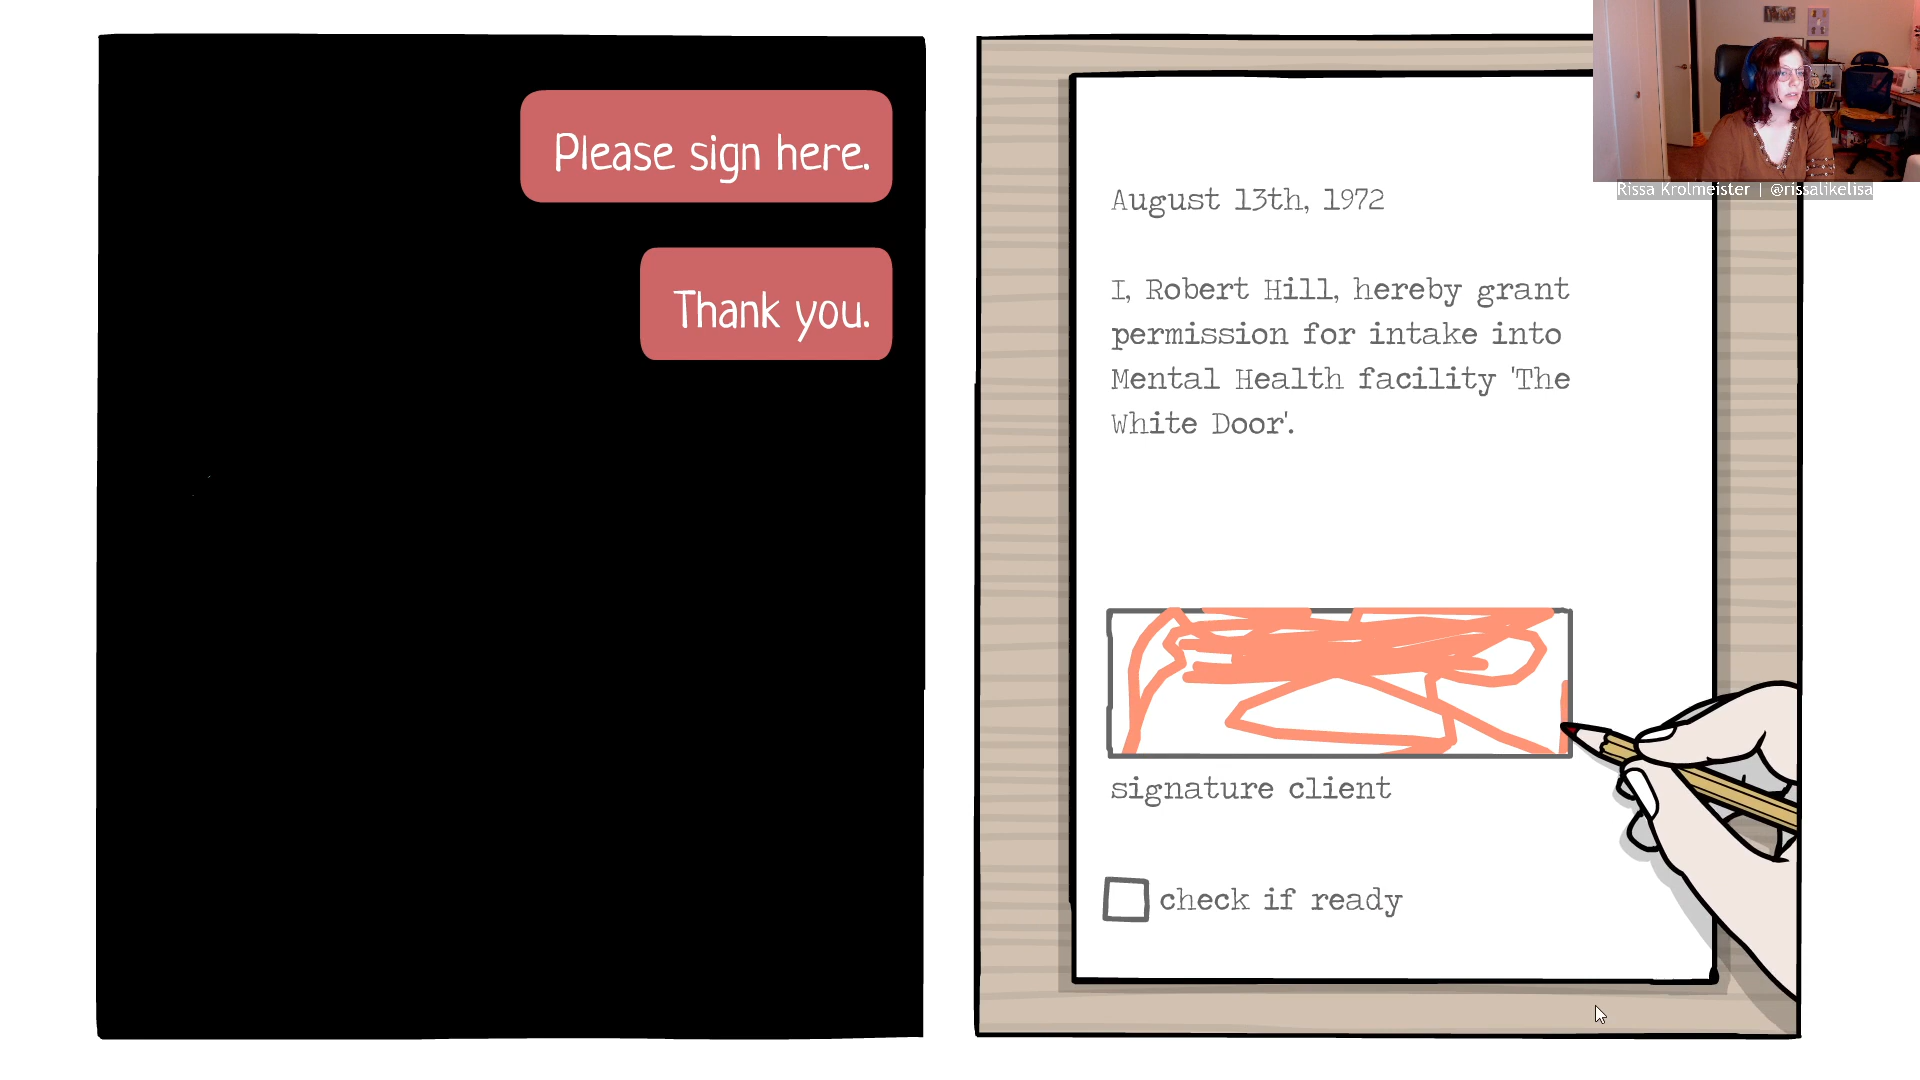 Please sign here.
Thank you.
Rissa Krolmeister | @rissalikelisa
August 13th, 1972
I, Robert Hill, hereby grant
permission for intake into
Mental Health facility 'The
White Door'.
signature client
check if ready